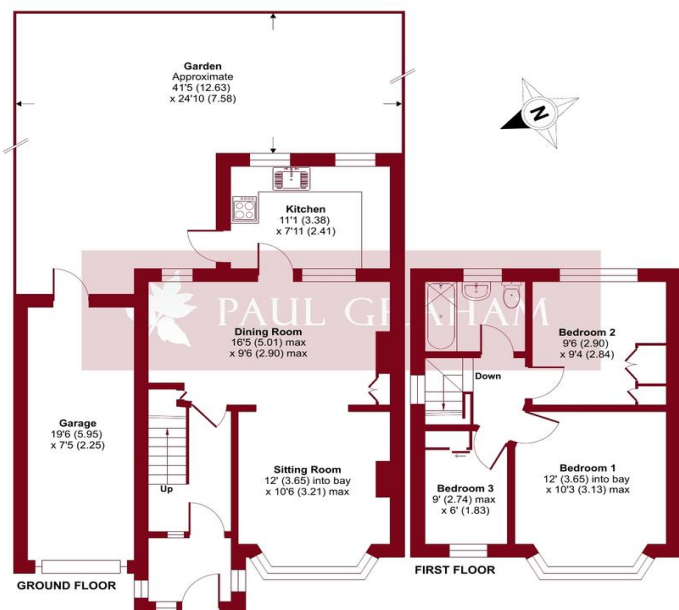 Garden
Approximate
41'5 (12.63)
x 24'10 (7.58)
N
Kitchen
11'1 (3.38)
x 7'11 (2.41)
PAUL GRAHAM
Dining Room
16'5 (5.01) max
x 9'6 (2.90) max
Bedroom 2
9'6 (2.90)
x 9'4 (2.84)
Down
Garage
19'6 (5.95)
x 7'5 (2.25)
Up
Sitting Room
12' (3.65) into bay
x 10'6 (3.21) max
Bedroom 3
9' (2.74) max
x 6' (1.83)
Bedroom 1
12' (3.65) into bay
x 10'3 (3.13) max
GROUND FLOOR
FIRST FLOOR